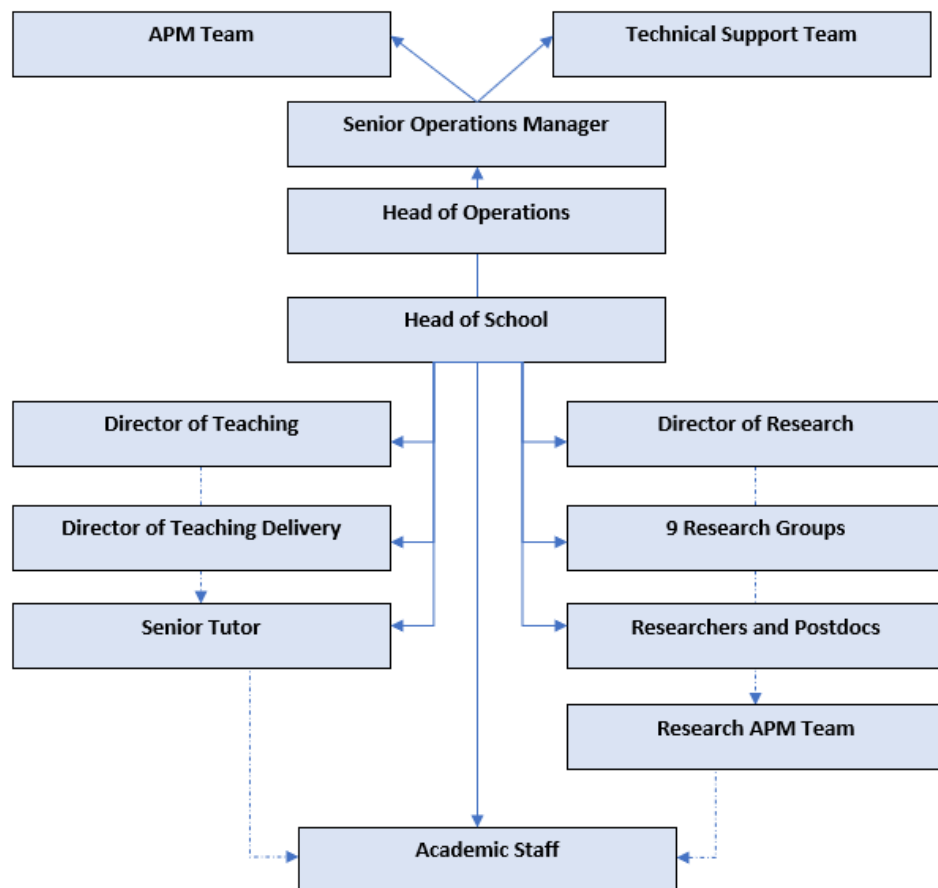 APM Team
Technical Support Team
Senior Operations Manager
Head of Operations
Head of School
Director of Teaching
Director of Research
Director of Teaching Delivery
9 Research Groups
Senior Tutor
Researchers and Postdocs
Research APM Team
Academic Staff